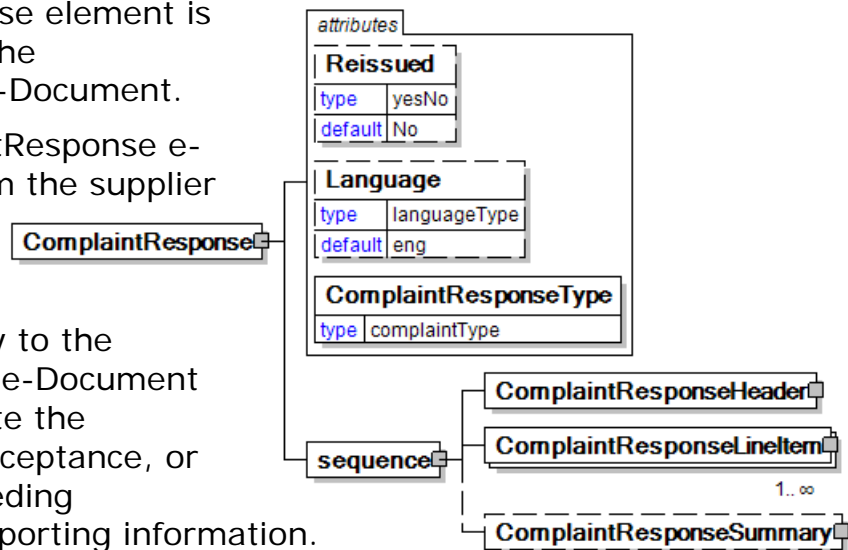 se element is
he
-Document.
tResponse e-
m the supplier
y to the
e-Document
te the
ceptance, or
eding
porting information.
ComplaintResponse
attributes
Reissued
type yesNo
default No
Language
type languageType
default eng
ComplaintResponseType
type complaintType
sequence
ComplaintResponseHeader
ComplaintResponseLineItem
1.. ∞
ComplaintResponseSummary